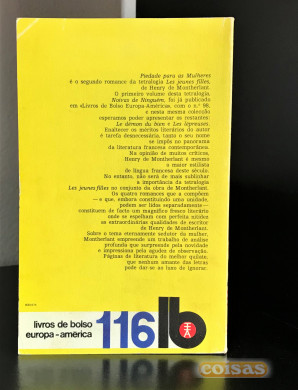 Piedade para as Mulheres
é o segundo romance da tetralogia Les jeunes filles,
de Henry de Montherlant.
O primeiro volume desta tetralogia,
Noivas de Ninguém, foi já publicado
em «Livros de Bolso Europa-América», com o n.º 98,
e nesta mesma colecção
esperamos poder apresentar os restantes:
Le démon du bien e Les lépreuses.
Enaltecer os méritos literários do autor
é tarefa desnecessária, tanto o seu nome
se impôs no panorama
da literatura francesa contemporânea.
Na opinião de muitos críticos,
Henry de Montherlant é mesmo
o maior estilista
de língua francesa deste século.
No entanto, não será de mais sublinhar
a importância da tetralogia
Les jeunes filles no conjunto da obra de Montherlant.
Os quatro romances que a compõem
— e que, embora constituindo uma unidade,
podem ser lidos separadamente —
constituem de facto um magnífico fresco literário
onde se espelham com perfeita nitidez
as extraordinárias qualidades de escritor
de Henry de Montherlant.
Sobre o tema eternamente sedutor da mulher,
Montherlant empreende um trabalho de análise
profunda que surpreende pela novidade
e impressiona pela agudez da observação.
Páginas de literatura do melhor quilate,
que nenhum amante das letras
pode dar-se ao luxo de ignorar.
livros de bolso
europa-américa
116 lb
coisas